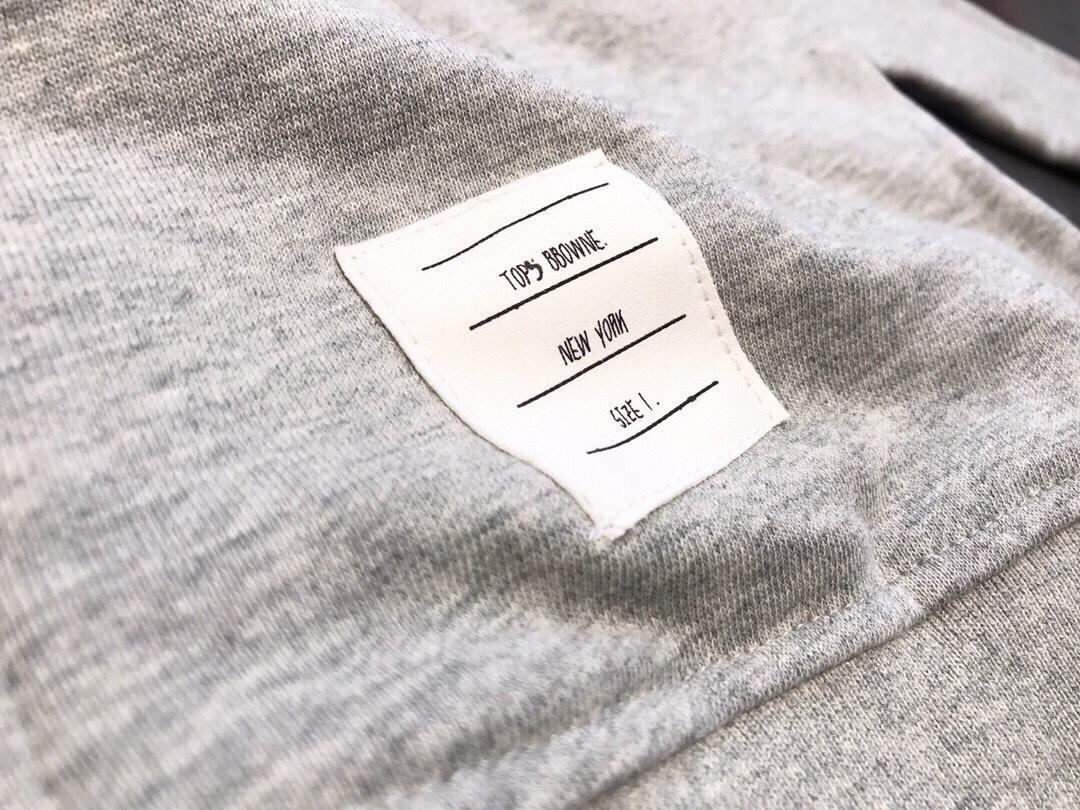 TOPS BBOWNE.
NEW YORK
SIZE 1.